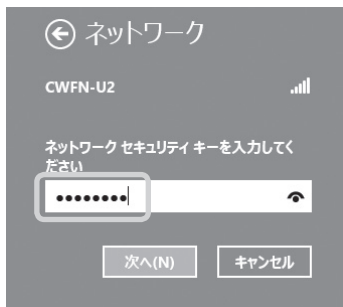 ネットワーク
CWFN-U2
ネットワーク セキュリティ キーを入力してく
ださい
••••••••
次へ(N) キャンセル